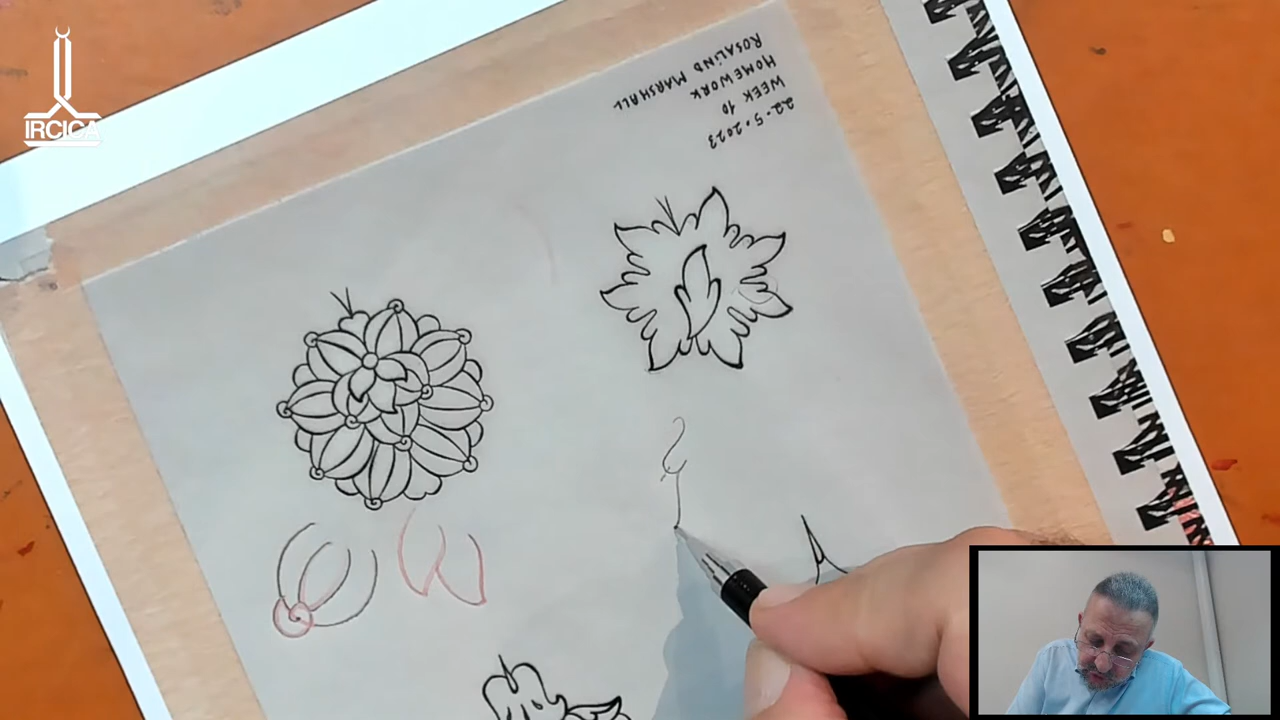 IRCICA
ROSALIND MARSHALL
HOMEWORK
WEEK 10
22.5.2023